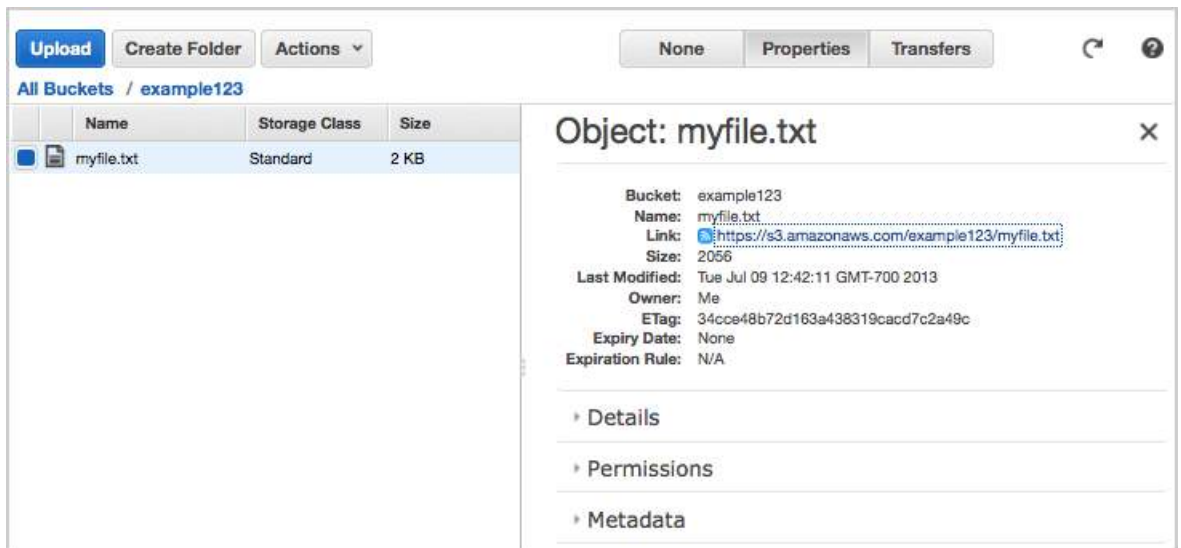 Upload Create Folder Actions None Properties Transfers
All Buckets / example123
Name Storage Class Size
myfile.txt Standard 2 KB
Object: myfile.txt
Bucket: example123
Name: myfile.txt
Link: https://s3.amazonaws.com/example123/myfile.txt
Size: 2056
Last Modified: Tue Jul 09 12:42:11 GMT-700 2013
Owner: Me
ETag: 34cce48b72d163a438319cacd7c2a49c
Expiry Date: None
Expiration Rule: N/A
Details
Permissions
Metadata